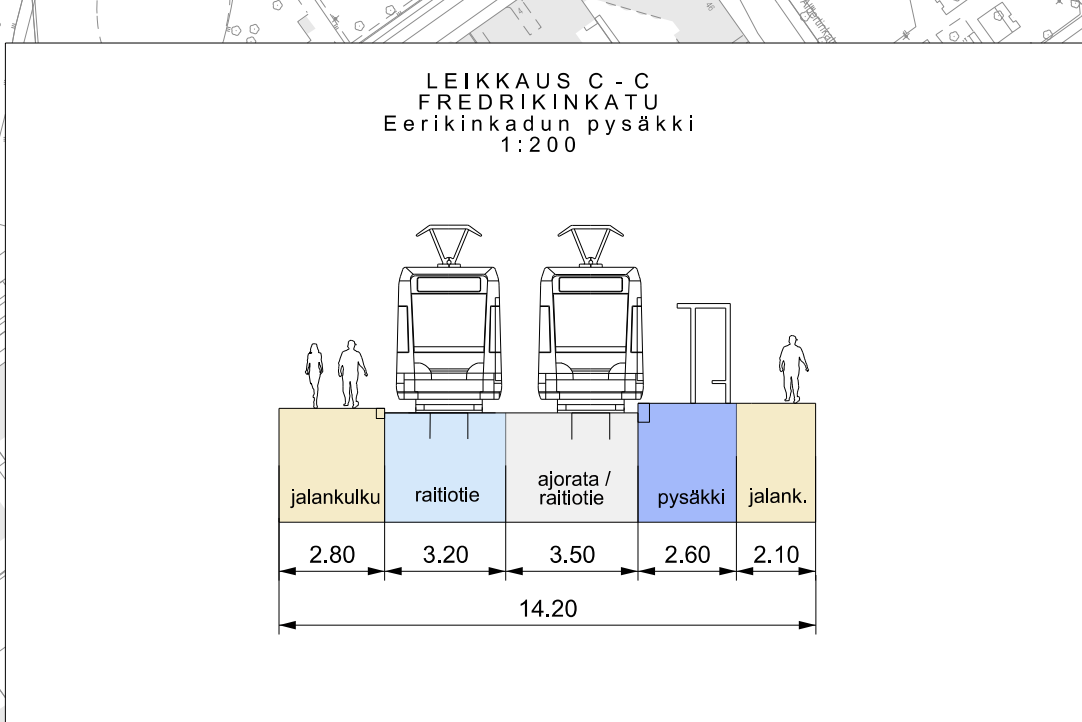 LEIKKAUS C - C
FREDRIKINKATU
Eerikinkadun pysäkki
1:200
jalankulku
raitiotie
ajorata /
raitiotie
pysäkki
jalank.
2.80
3.20
3.50
2.60
2.10
14.20